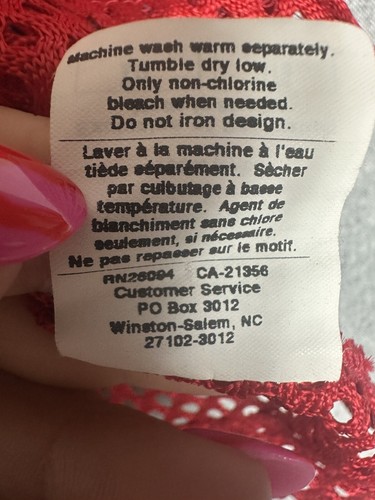 Machine wash warm separately.
Tumble dry low.
Only non-chlorine
bleach when needed.
Do not iron design.
Laver à la machine à l'eau
tiède séparément. Sècher
par culbutage à basse
température. Agent de
blanchiment sans chlore
seulement, si nécessaire.
Ne pas repasser sur le motif.
RN26094 CA-21356
Customer Service
PO Box 3012
Winston-Salem, NC
27102-3012